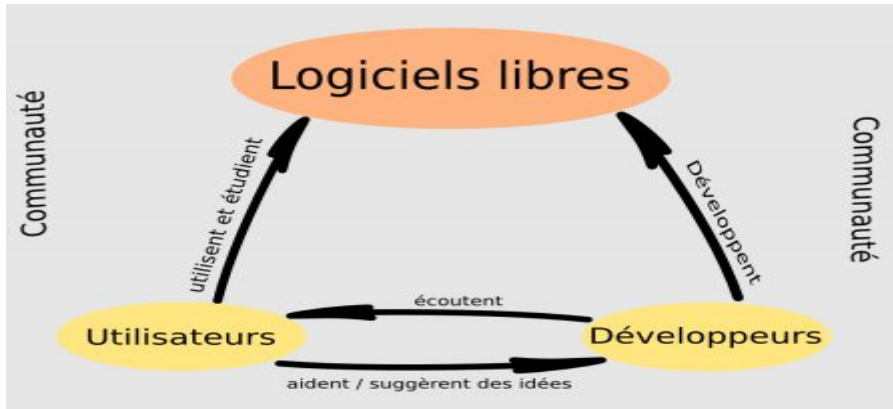 Logiciels libres
Communauté
Communauté
utilisent et étudient
Développent
écoutent
Utilisateurs
Développeurs
aident / suggèrent des idées